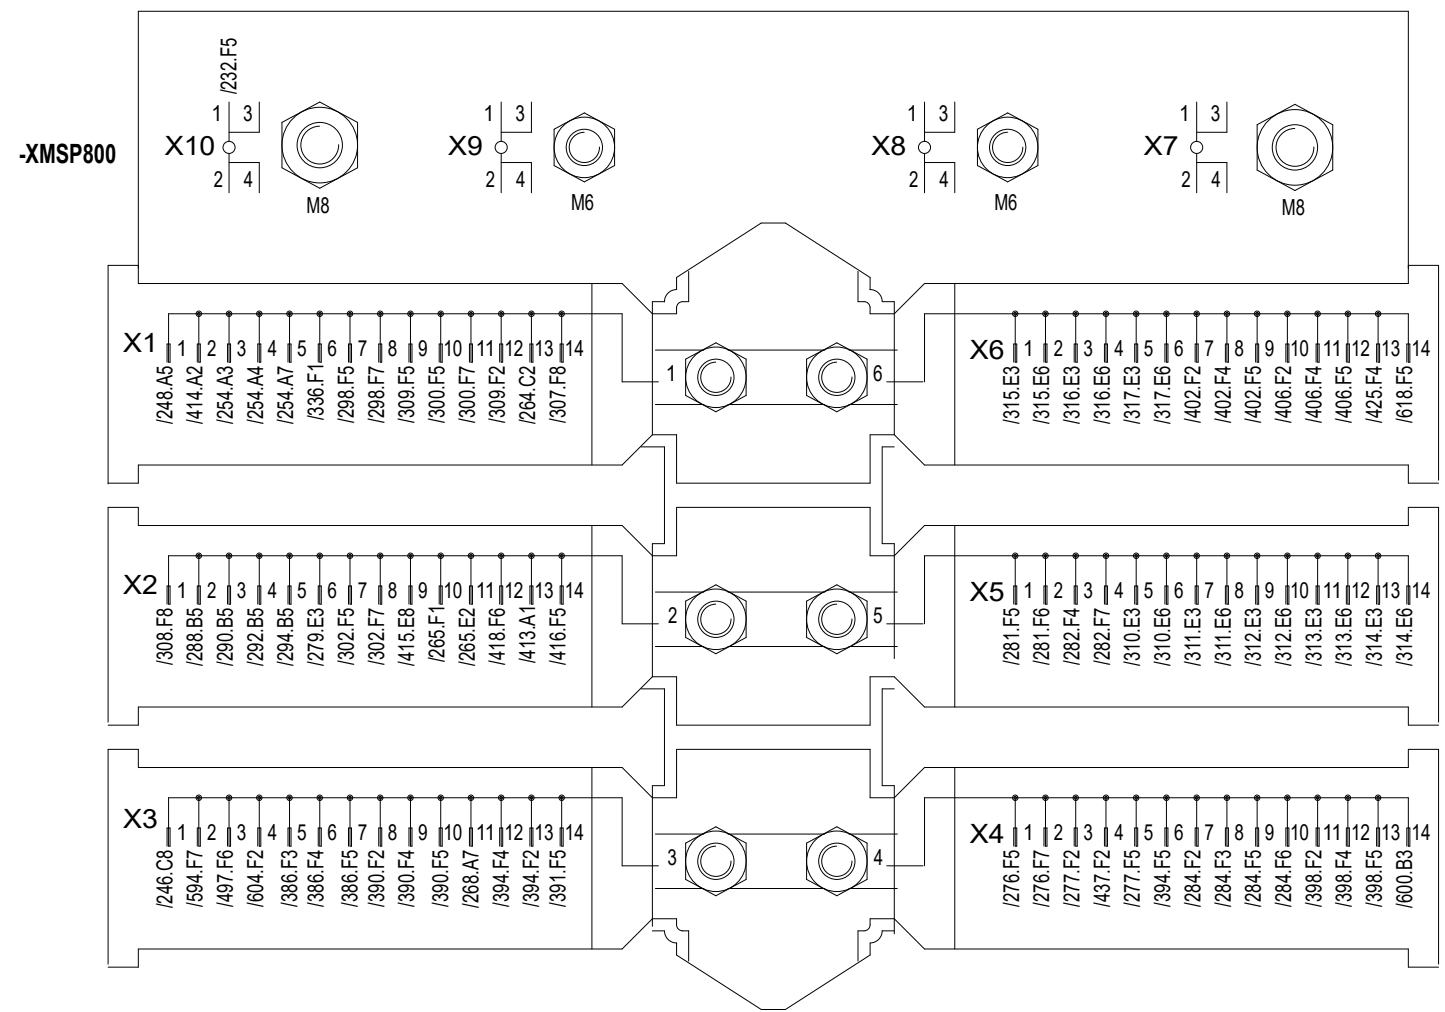 -XMSP800
/232.F5
X10 1 3 2 4 M8
X9 1 3 2 4 M6
X8 1 3 2 4 M6
X7 1 3 2 4 M8
X1 1 2 3 4 5 6 7 8 9 10 11 12 13 14
/248.A5 /414.A2 /254.A3 /254.A4 /254.A7 /336.F1 /298.F5 /298.F7 /309.F5 /300.F5 /300.F7 /309.F2 /264.C2 /307.F8
1 6
X6 1 2 3 4 5 6 7 8 9 10 11 12 13 14
/315.E3 /315.E6 /316.E3 /316.E6 /317.E3 /317.E6 /402.F2 /402.F4 /402.F5 /406.F2 /406.F4 /406.F5 /425.F4 /618.F5
X2 1 2 3 4 5 6 7 8 9 10 11 12 13 14
/308.F8 /288.B5 /290.B5 /292.B5 /294.B5 /279.E3 /302.F5 /302.F7 /415.E8 /265.F1 /265.E2 /418.F6 /413.A1 /416.F5
2 5
X5 1 2 3 4 5 6 7 8 9 10 11 12 13 14
/281.F5 /281.F6 /282.F4 /282.F7 /310.E3 /310.E6 /311.E3 /311.E6 /312.E3 /312.E6 /313.E3 /313.E6 /314.E3 /314.E6
X3 1 2 3 4 5 6 7 8 9 10 11 12 13 14
/246.C8 /594.F7 /497.F6 /604.F2 /386.F3 /386.F4 /386.F5 /390.F2 /390.F4 /390.F5 /268.A7 /394.F4 /394.F2 /391.F5
3 4
X4 1 2 3 4 5 6 7 8 9 10 11 12 13 14
/276.F5 /276.F7 /277.F2 /437.F2 /277.F5 /394.F5 /284.F2 /284.F3 /284.F5 /284.F6 /398.F2 /398.F4 /398.F5 /600.B3